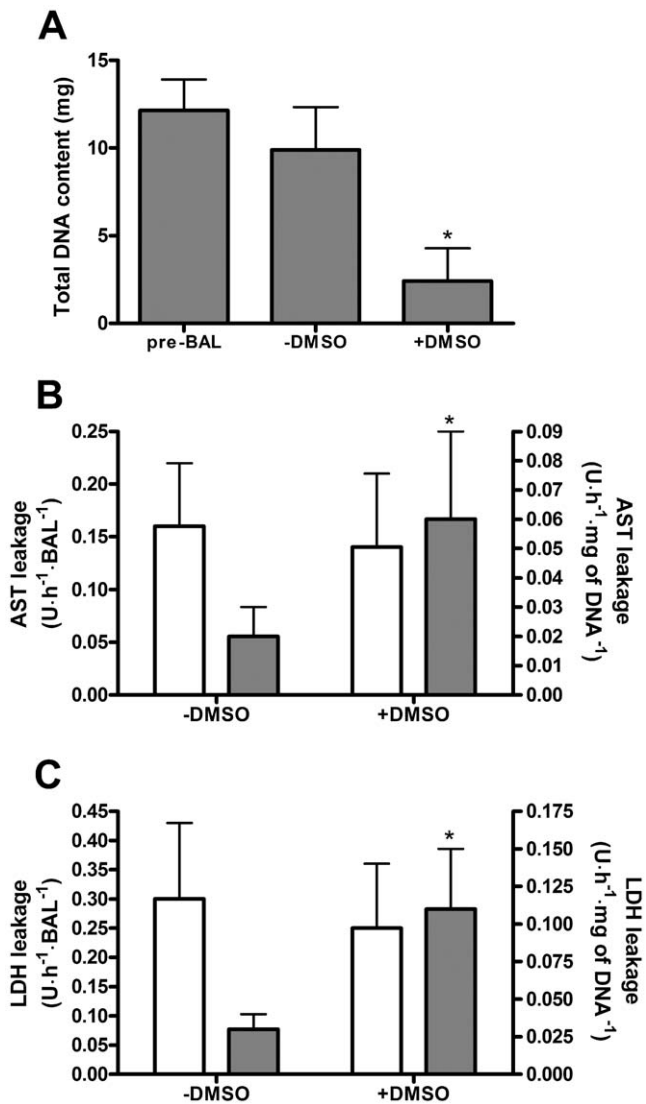 A
Total DNA content (mg)
15
10
5
0
pre-BAL
-DMSO
+DMSO
*
B
AST leakage
(U·h⁻¹·BAL⁻¹)
0.25
0.20
0.15
0.10
0.05
0.00
-DMSO
+DMSO
*
0.09
0.08
0.07
0.06
0.05
0.04
0.03
0.02
0.01
0.00
AST leakage
(U·h⁻¹·mg of DNA⁻¹)
C
LDH leakage
(U·h⁻¹·BAL⁻¹)
0.45
0.40
0.35
0.30
0.25
0.20
0.15
0.10
0.05
0.00
-DMSO
+DMSO
*
0.175
0.150
0.125
0.100
0.075
0.050
0.025
0.000
LDH leakage
(U·h⁻¹·mg of DNA⁻¹)